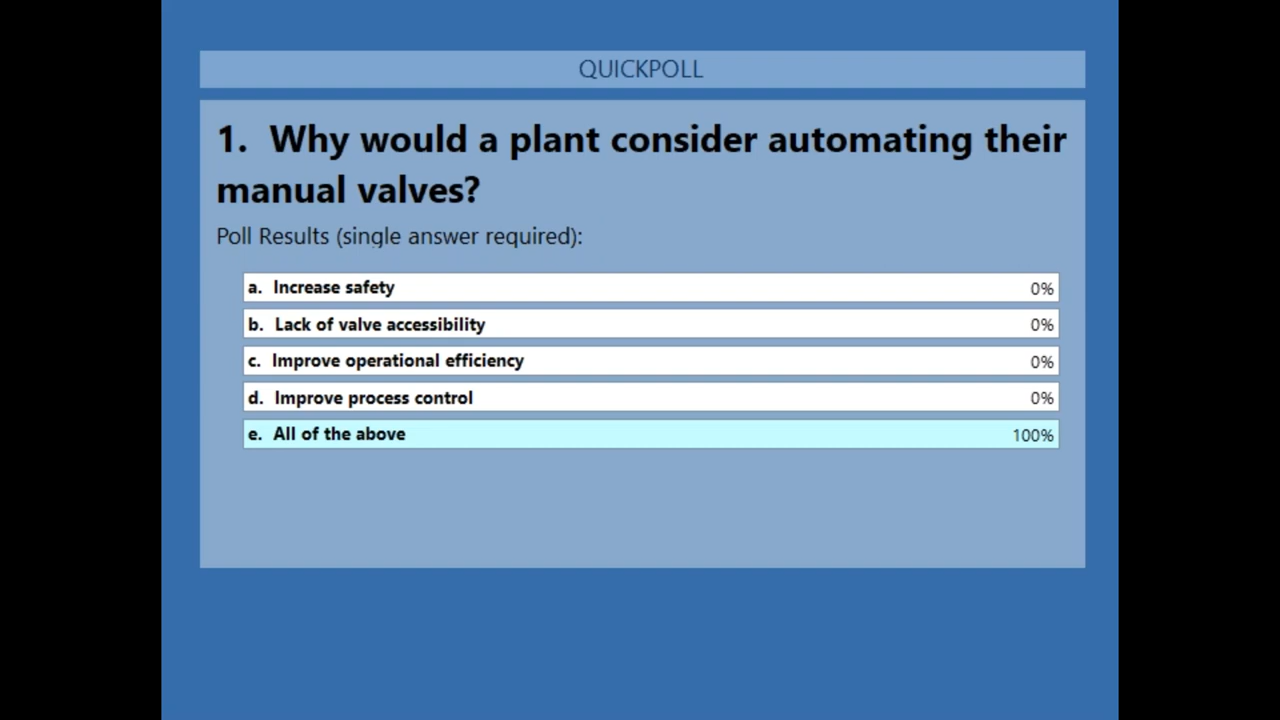 QUICKPOLL
1. Why would a plant consider automating their
manual valves?
Poll Results (single answer required):
a. Increase safety 0%
b. Lack of valve accessibility 0%
c. Improve operational efficiency 0%
d. Improve process control 0%
e. All of the above 100%